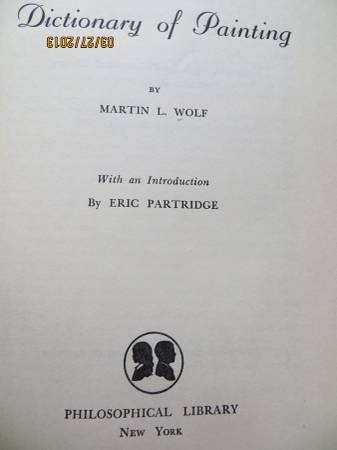 Dictionary of Painting
03/27/2013
BY
MARTIN L. WOLF
With an Introduction
By ERIC PARTRIDGE
PHILOSOPHICAL LIBRARY
NEW YORK